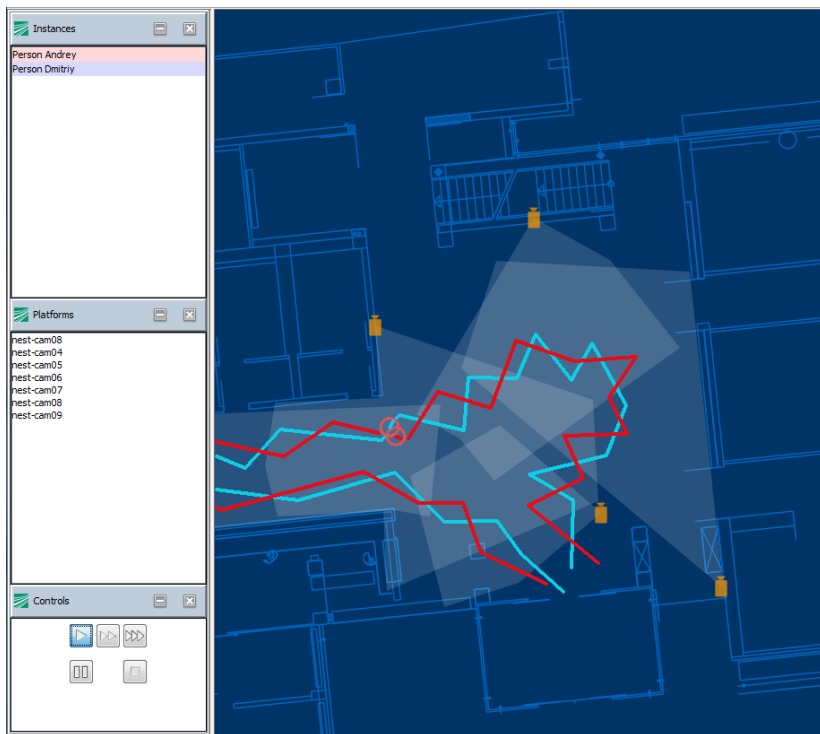 Instances
Person Andrey
Person Dmitriy
Platforms
nest-cam08
nest-cam04
nest-cam05
nest-cam06
nest-cam07
nest-cam08
nest-cam09
Controls